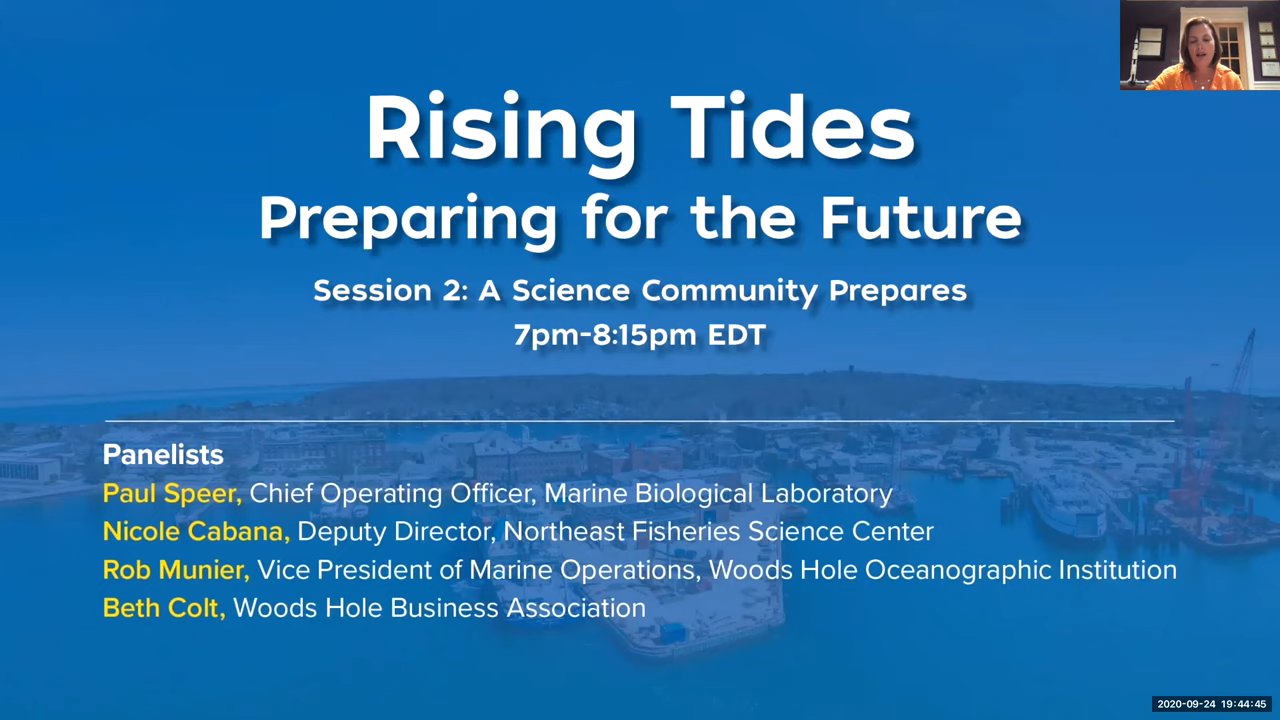 Rising Tides
Preparing for the Future
Session 2: A Science Community Prepares
7pm-8:15pm EDT
Panelists
Paul Speer, Chief Operating Officer, Marine Biological Laboratory
Nicole Cabana, Deputy Director, Northeast Fisheries Science Center
Rob Munier, Vice President of Marine Operations, Woods Hole Oceanographic Institution
Beth Colt, Woods Hole Business Association
2020-09-24 19:44:45